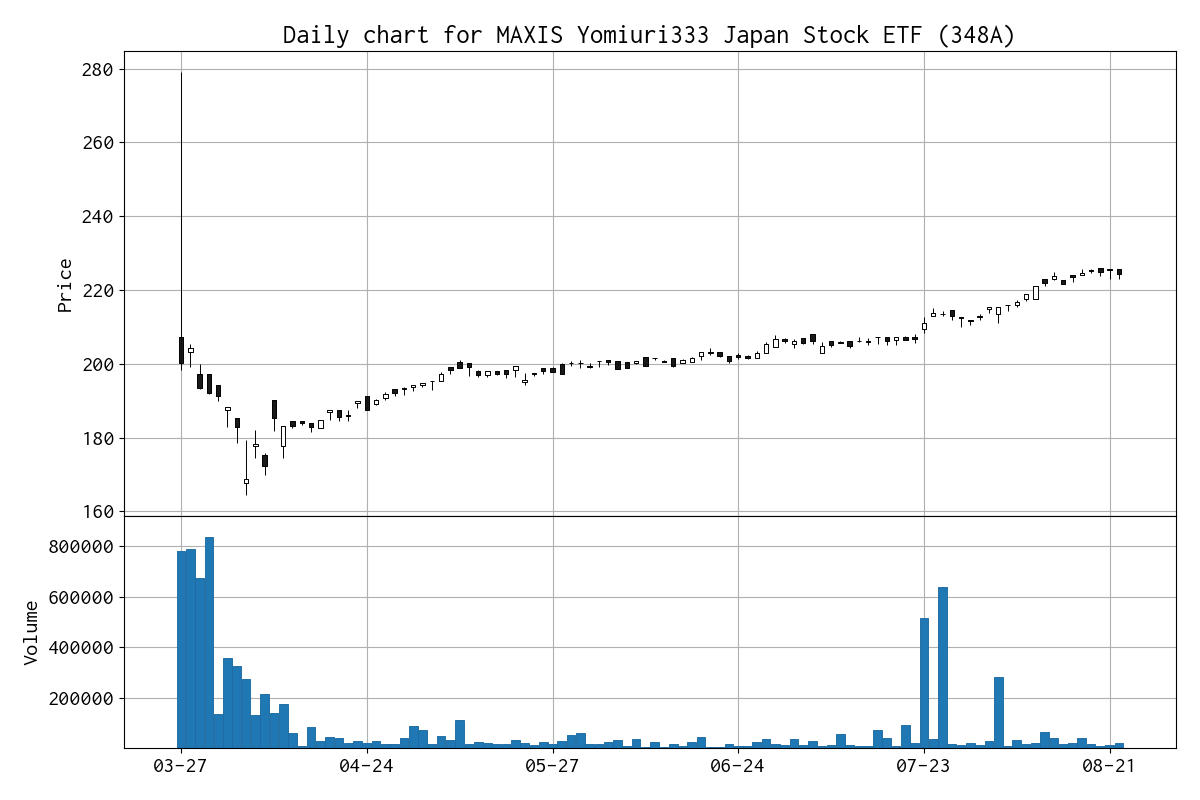 Daily chart for MAXIS Yomiuri333 Japan Stock ETF (348A)
280
260
240
220
200
180
160
Price
800000
600000
400000
200000
Volume
03-27 04-24 05-27 06-24 07-23 08-21